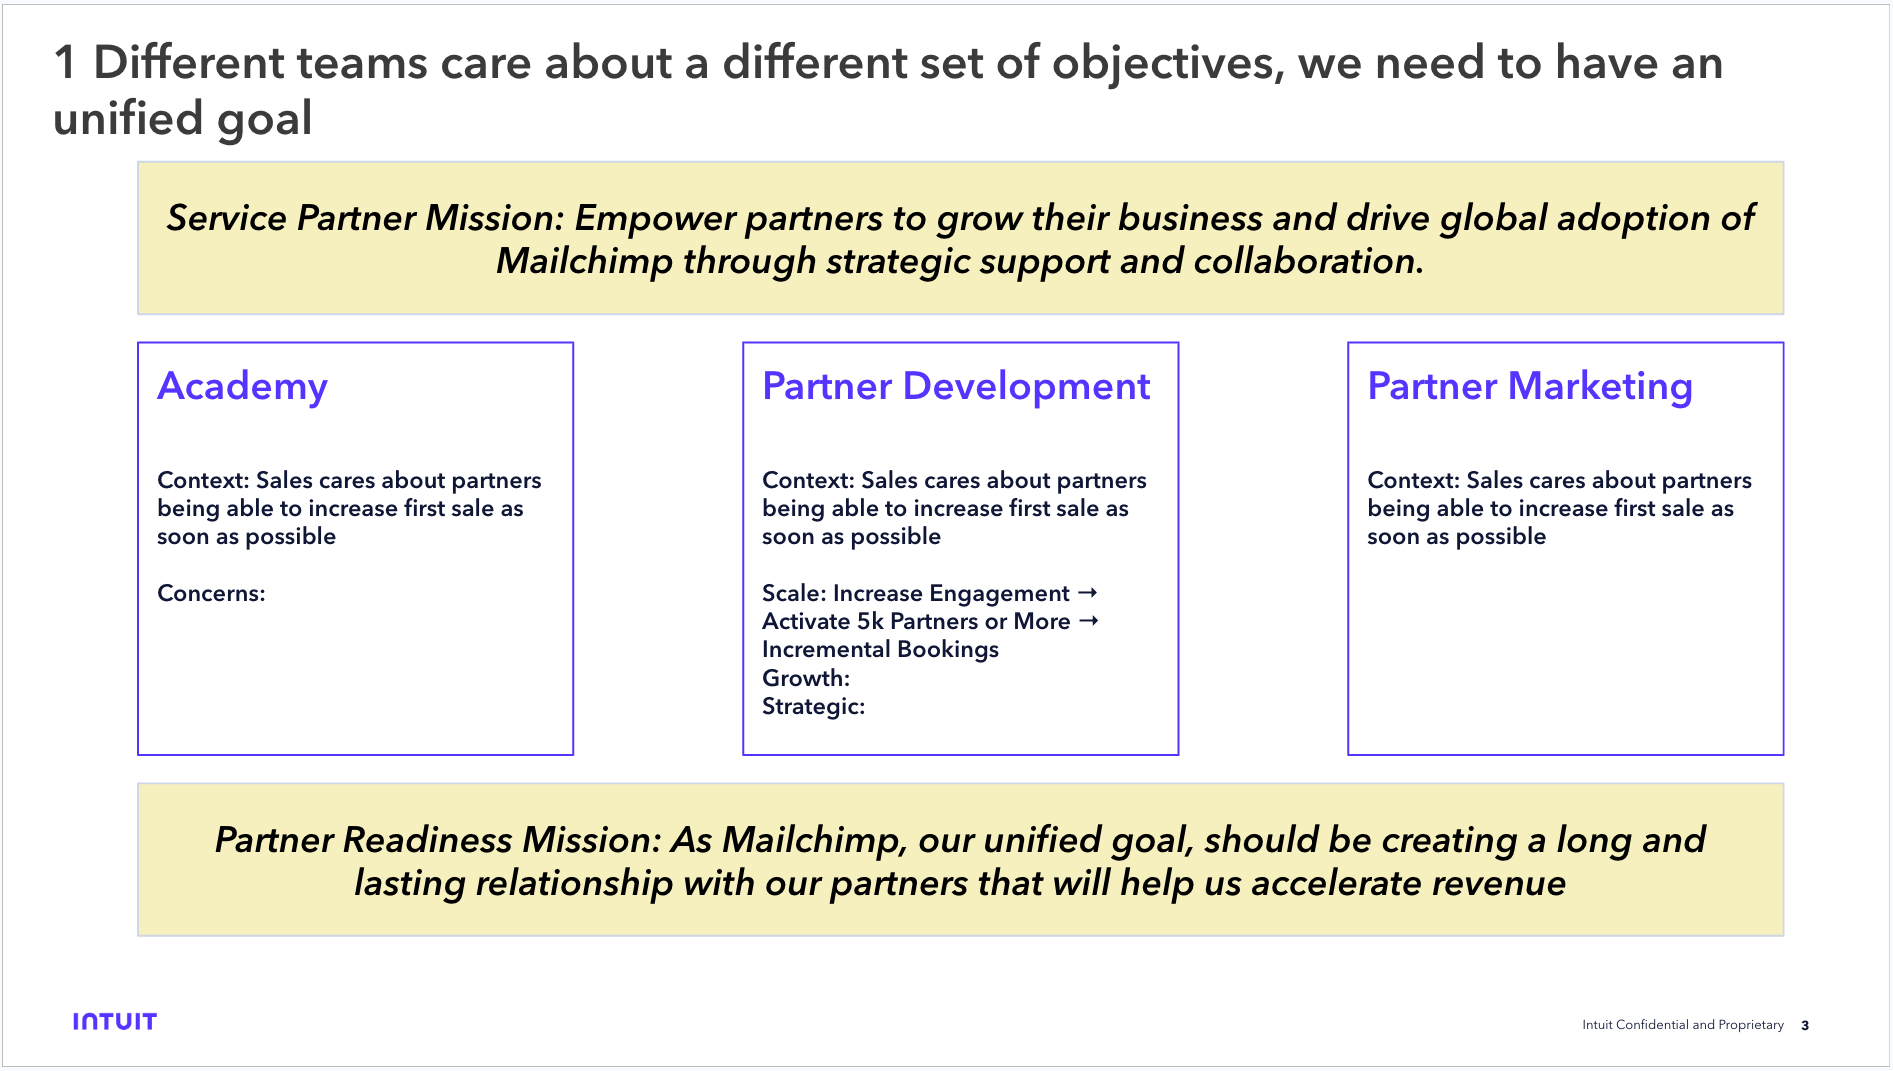 1 Different teams care about a different set of objectives, we need to have an
unified goal
Service Partner Mission: Empower partners to grow their business and drive global adoption of
Mailchimp through strategic support and collaboration.
Academy
Context: Sales cares about partners
being able to increase first sale as
soon as possible
Concerns:
Partner Development
Context: Sales cares about partners
being able to increase first sale as
soon as possible
Scale: Increase Engagement →
Activate 5k Partners or More →
Incremental Bookings
Growth:
Strategic:
Partner Marketing
Context: Sales cares about partners
being able to increase first sale as
soon as possible
Partner Readiness Mission: As Mailchimp, our unified goal, should be creating a long and
lasting relationship with our partners that will help us accelerate revenue
INTUIT
Intuit Confidential and Proprietary 3